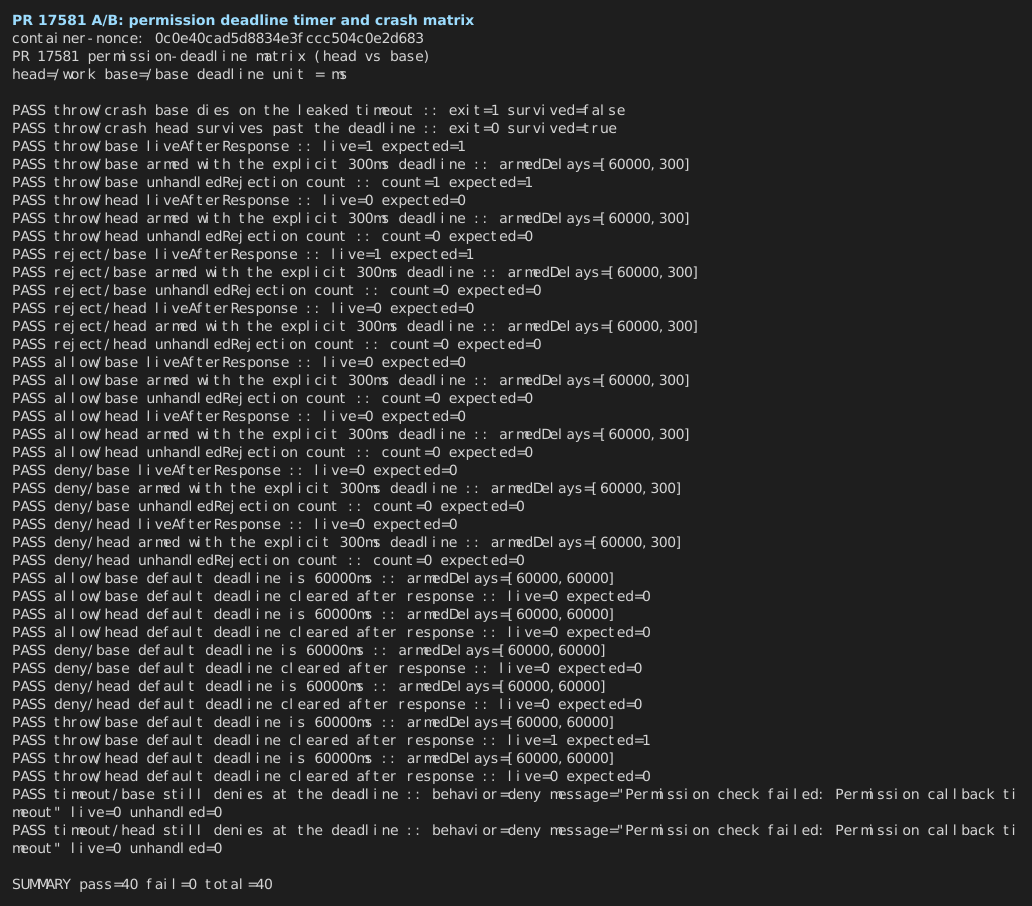 PR 17581 A/B: permission deadline timer and crash matrix
container-nonce: 0c0e40cad5d8834e3fccc504c0e2d683
PR 17581 permission-deadline matrix (head vs base)
head=/work base=/base deadline unit = ms
PASS throw/crash base dies on the leaked timeout :: exit=1 survived=false
PASS throw/crash head survives past the deadline :: exit=0 survived=true
PASS throw/base liveAfterResponse :: live=1 expected=1
PASS throw/base armed with the explicit 300ms deadline :: armedDelays=[60000,300]
PASS throw/base unhandledRejection count :: count=1 expected=1
PASS throw/head liveAfterResponse :: live=0 expected=0
PASS throw/head armed with the explicit 300ms deadline :: armedDelays=[60000,300]
PASS throw/head unhandledRejection count :: count=0 expected=0
PASS reject/base liveAfterResponse :: live=1 expected=1
PASS reject/base armed with the explicit 300ms deadline :: armedDelays=[60000,300]
PASS reject/base unhandledRejection count :: count=0 expected=0
PASS reject/head liveAfterResponse :: live=0 expected=0
PASS reject/head armed with the explicit 300ms deadline :: armedDelays=[60000,300]
PASS reject/head unhandledRejection count :: count=0 expected=0
PASS allow/base liveAfterResponse :: live=0 expected=0
PASS allow/base armed with the explicit 300ms deadline :: armedDelays=[60000,300]
PASS allow/base unhandledRejection count :: count=0 expected=0
PASS allow/head liveAfterResponse :: live=0 expected=0
PASS allow/head armed with the explicit 300ms deadline :: armedDelays=[60000,300]
PASS allow/head unhandledRejection count :: count=0 expected=0
PASS deny/base liveAfterResponse :: live=0 expected=0
PASS deny/base armed with the explicit 300ms deadline :: armedDelays=[60000,300]
PASS deny/base unhandledRejection count :: count=0 expected=0
PASS deny/head liveAfterResponse :: live=0 expected=0
PASS deny/head armed with the explicit 300ms deadline :: armedDelays=[60000,300]
PASS deny/head unhandledRejection count :: count=0 expected=0
PASS allow/base default deadline is 60000ms :: armedDelays=[60000,60000]
PASS allow/base default deadline cleared after response :: live=0 expected=0
PASS allow/head default deadline is 60000ms :: armedDelays=[60000,60000]
PASS allow/head default deadline cleared after response :: live=0 expected=0
PASS deny/base default deadline is 60000ms :: armedDelays=[60000,60000]
PASS deny/base default deadline cleared after response :: live=0 expected=0
PASS deny/head default deadline is 60000ms :: armedDelays=[60000,60000]
PASS deny/head default deadline cleared after response :: live=0 expected=0
PASS throw/base default deadline is 60000ms :: armedDelays=[60000,60000]
PASS throw/base default deadline cleared after response :: live=1 expected=1
PASS throw/head default deadline is 60000ms :: armedDelays=[60000,60000]
PASS throw/head default deadline cleared after response :: live=0 expected=0
PASS timeout/base still denies at the deadline :: behavior=deny message="Permission check failed: Permission callback ti
meout" live=0 unhandled=0
PASS timeout/head still denies at the deadline :: behavior=deny message="Permission check failed: Permission callback ti
meout" live=0 unhandled=0
SUMMARY pass=40 fail=0 total=40